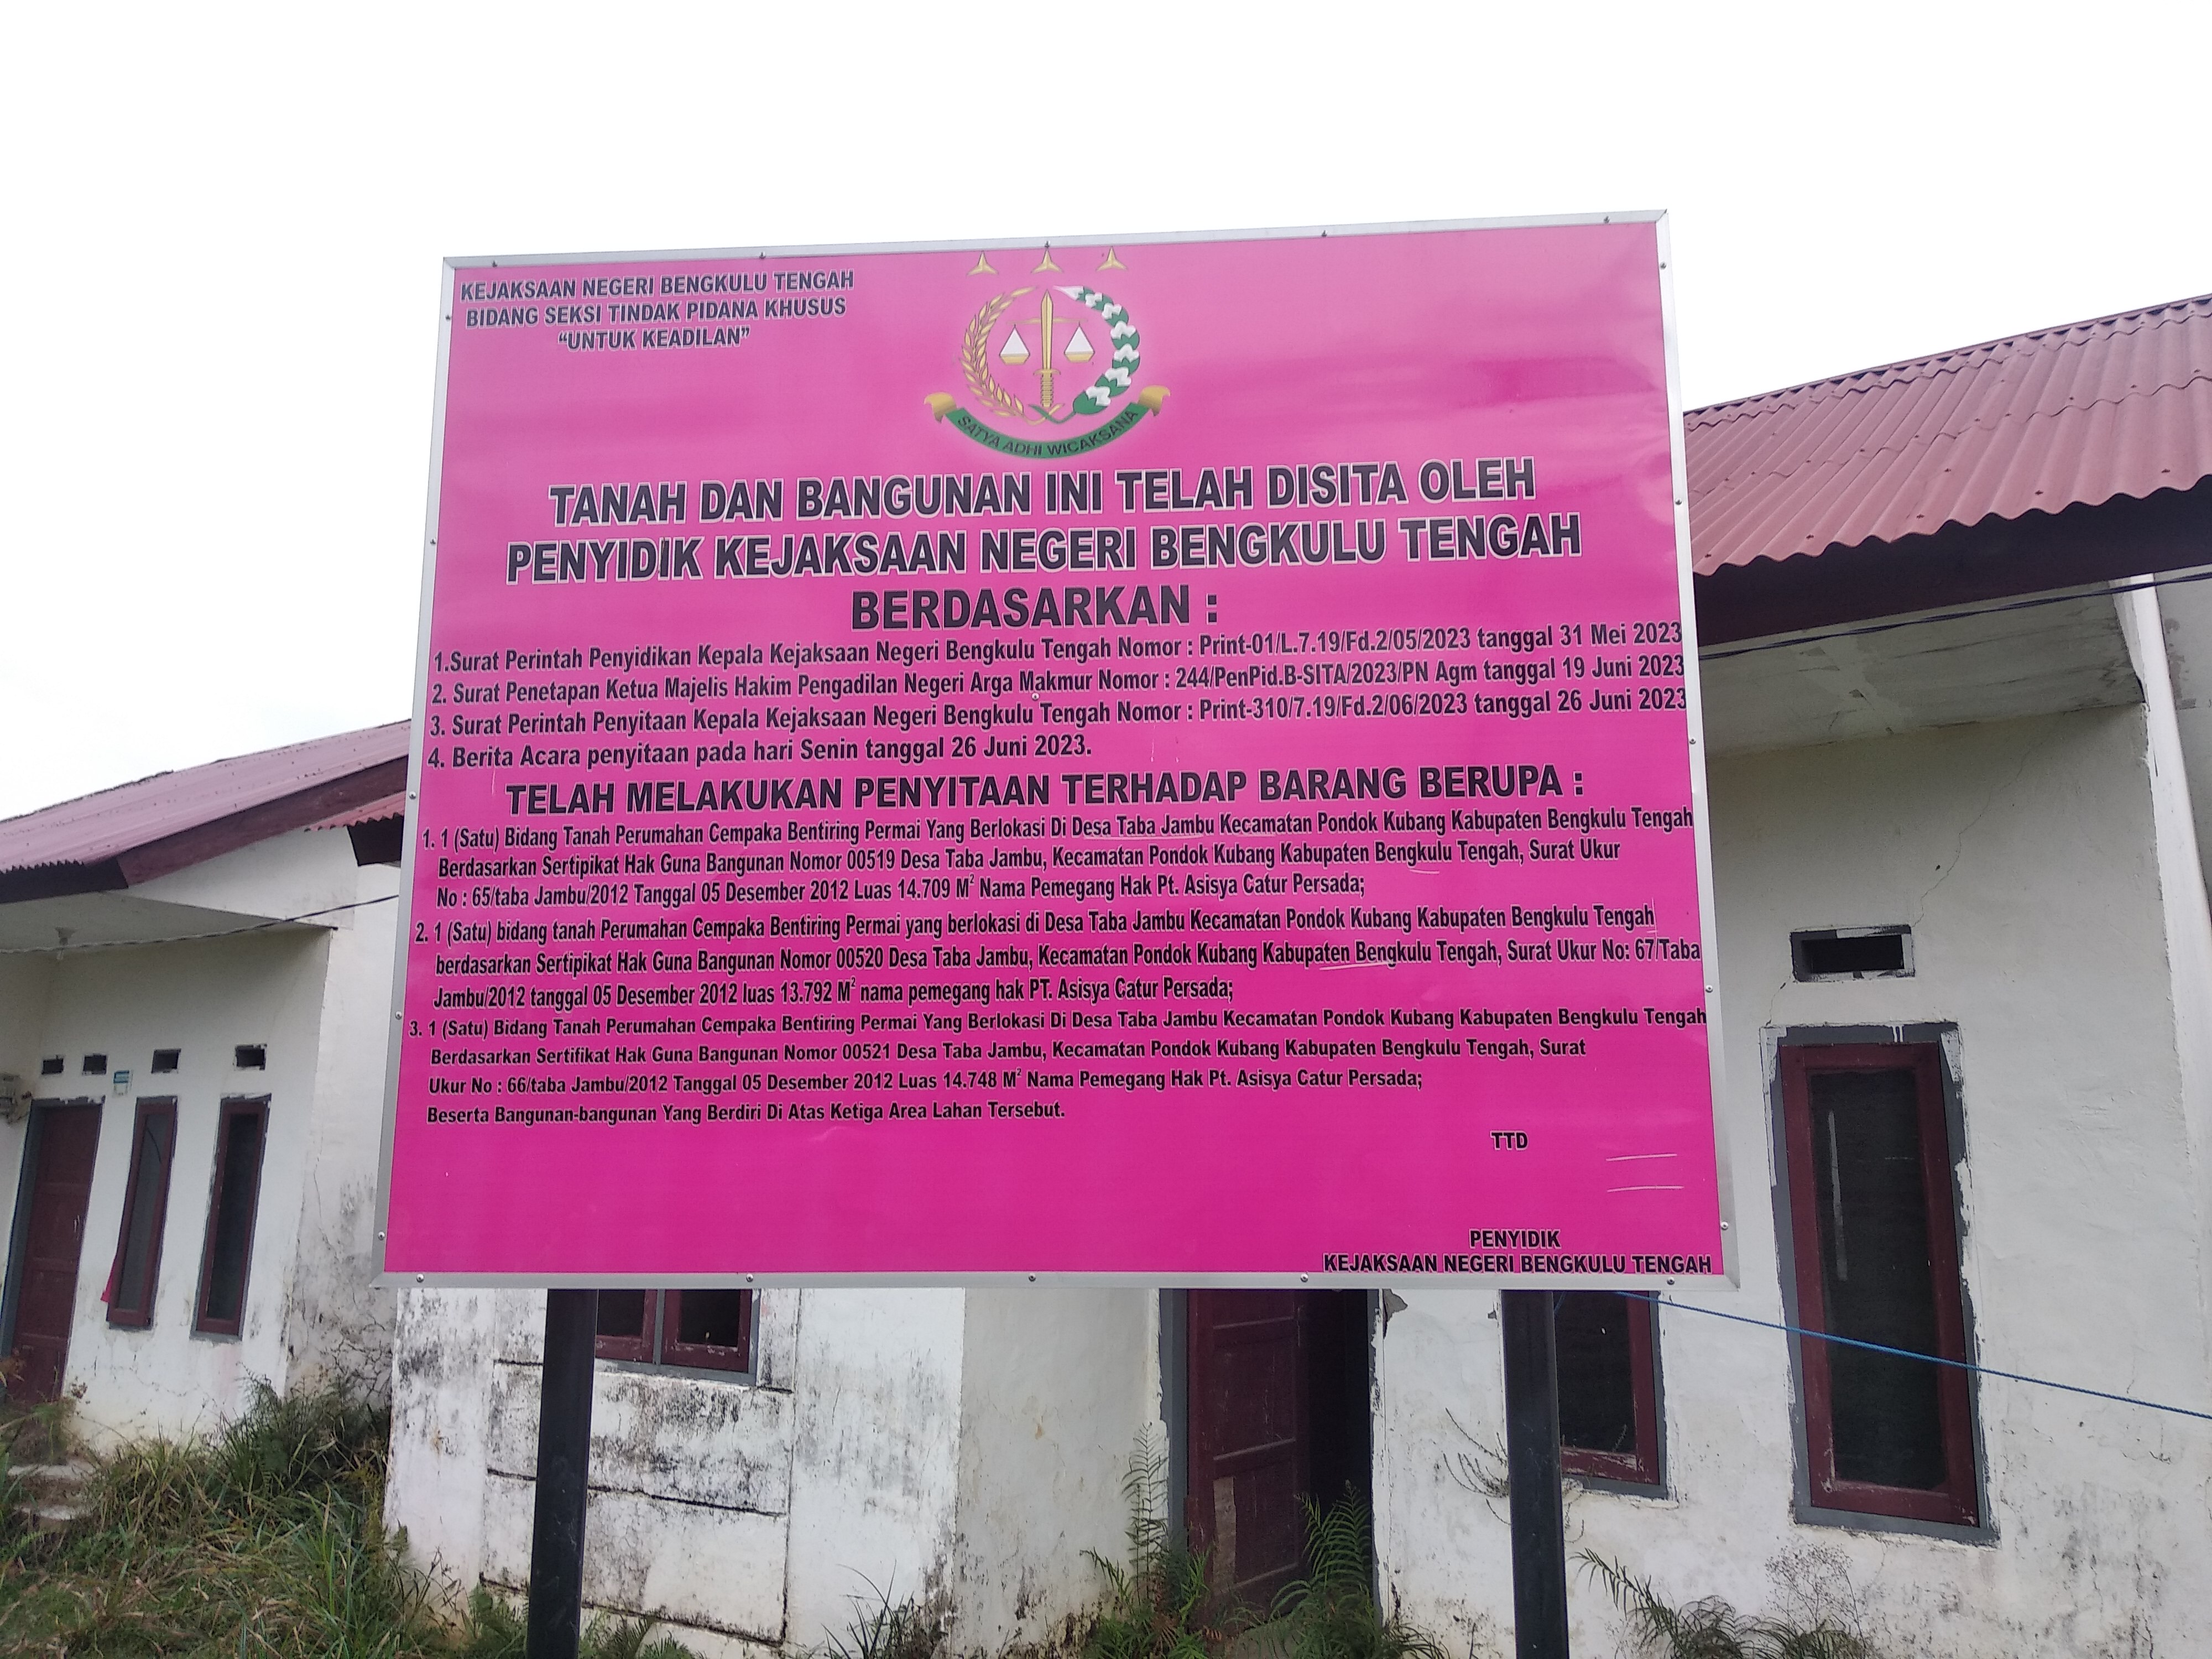 KEJAKSAAN NEGERI BENGKULU TENGAH
BIDANG SEKSI TINDAK PIDANA KHUSUS
“UNTUK KEADILAN”
SATYA ADHI WICAKSANA
TANAH DAN BANGUNAN INI TELAH DISITA OLEH
PENYIDIK KEJAKSAAN NEGERI BENGKULU TENGAH
BERDASARKAN :
1.Surat Perintah Penyidikan Kepala Kejaksaan Negeri Bengkulu Tengah Nomor : Print-01/L.7.19/Fd.2/05/2023 tanggal 31 Mei 2023
2. Surat Penetapan Ketua Majelis Hakim Pengadilan Negeri Arga Makmur Nomor : 244/PenPid.B-SITA/2023/PN Agm tanggal 19 Juni 2023
3. Surat Perintah Penyitaan Kepala Kejaksaan Negeri Bengkulu Tengah Nomor : Print-310/7.19/Fd.2/06/2023 tanggal 26 Juni 2023
4. Berita Acara penyitaan pada hari Senin tanggal 26 Juni 2023.
TELAH MELAKUKAN PENYITAAN TERHADAP BARANG BERUPA :
1. 1 (Satu) Bidang Tanah Perumahan Cempaka Bentiring Permai Yang Berlokasi Di Desa Taba Jambu Kecamatan Pondok Kubang Kabupaten Bengkulu Tengah
Berdasarkan Sertipikat Hak Guna Bangunan Nomor 00519 Desa Taba Jambu, Kecamatan Pondok Kubang Kabupaten Bengkulu Tengah, Surat Ukur
No : 65/taba Jambu/2012 Tanggal 05 Desember 2012 Luas 14.709 M² Nama Pemegang Hak Pt. Asisya Catur Persada;
2. 1 (Satu) bidang tanah Perumahan Cempaka Bentiring Permai yang berlokasi di Desa Taba Jambu Kecamatan Pondok Kubang Kabupaten Bengkulu Tengah
berdasarkan Sertipikat Hak Guna Bangunan Nomor 00520 Desa Taba Jambu, Kecamatan Pondok Kubang Kabupaten Bengkulu Tengah, Surat Ukur No: 67/Taba
Jambu/2012 tanggal 05 Desember 2012 luas 13.792 M² nama pemegang hak PT. Asisya Catur Persada;
3. 1 (Satu) Bidang Tanah Perumahan Cempaka Bentiring Permai Yang Berlokasi Di Desa Taba Jambu Kecamatan Pondok Kubang Kabupaten Bengkulu Tengah
Berdasarkan Sertifikat Hak Guna Bangunan Nomor 00521 Desa Taba Jambu, Kecamatan Pondok Kubang Kabupaten Bengkulu Tengah, Surat
Ukur No : 66/taba Jambu/2012 Tanggal 05 Desember 2012 Luas 14.748 M² Nama Pemegang Hak Pt. Asisya Catur Persada;
Beserta Bangunan-bangunan Yang Berdiri Di Atas Ketiga Area Lahan Tersebut.
TTD
PENYIDIK
KEJAKSAAN NEGERI BENGKULU TENGAH